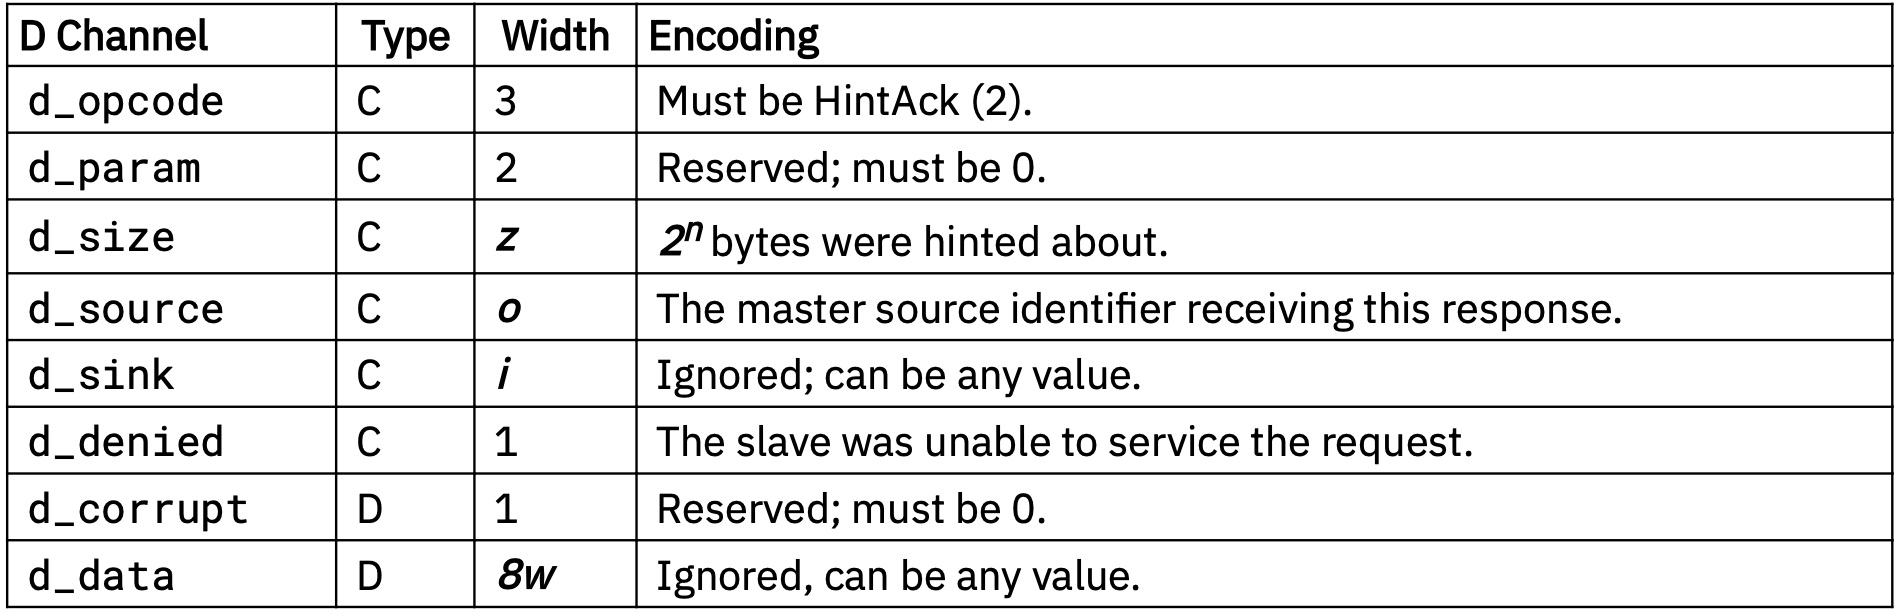 D Channel Type Width Encoding
d_opcode C 3 Must be HintAck (2).
d_param C 2 Reserved; must be 0.
d_size C z 2ⁿ bytes were hinted about.
d_source C o The master source identifier receiving this response.
d_sink C i Ignored; can be any value.
d_denied C 1 The slave was unable to service the request.
d_corrupt D 1 Reserved; must be 0.
d_data D 8w Ignored, can be any value.